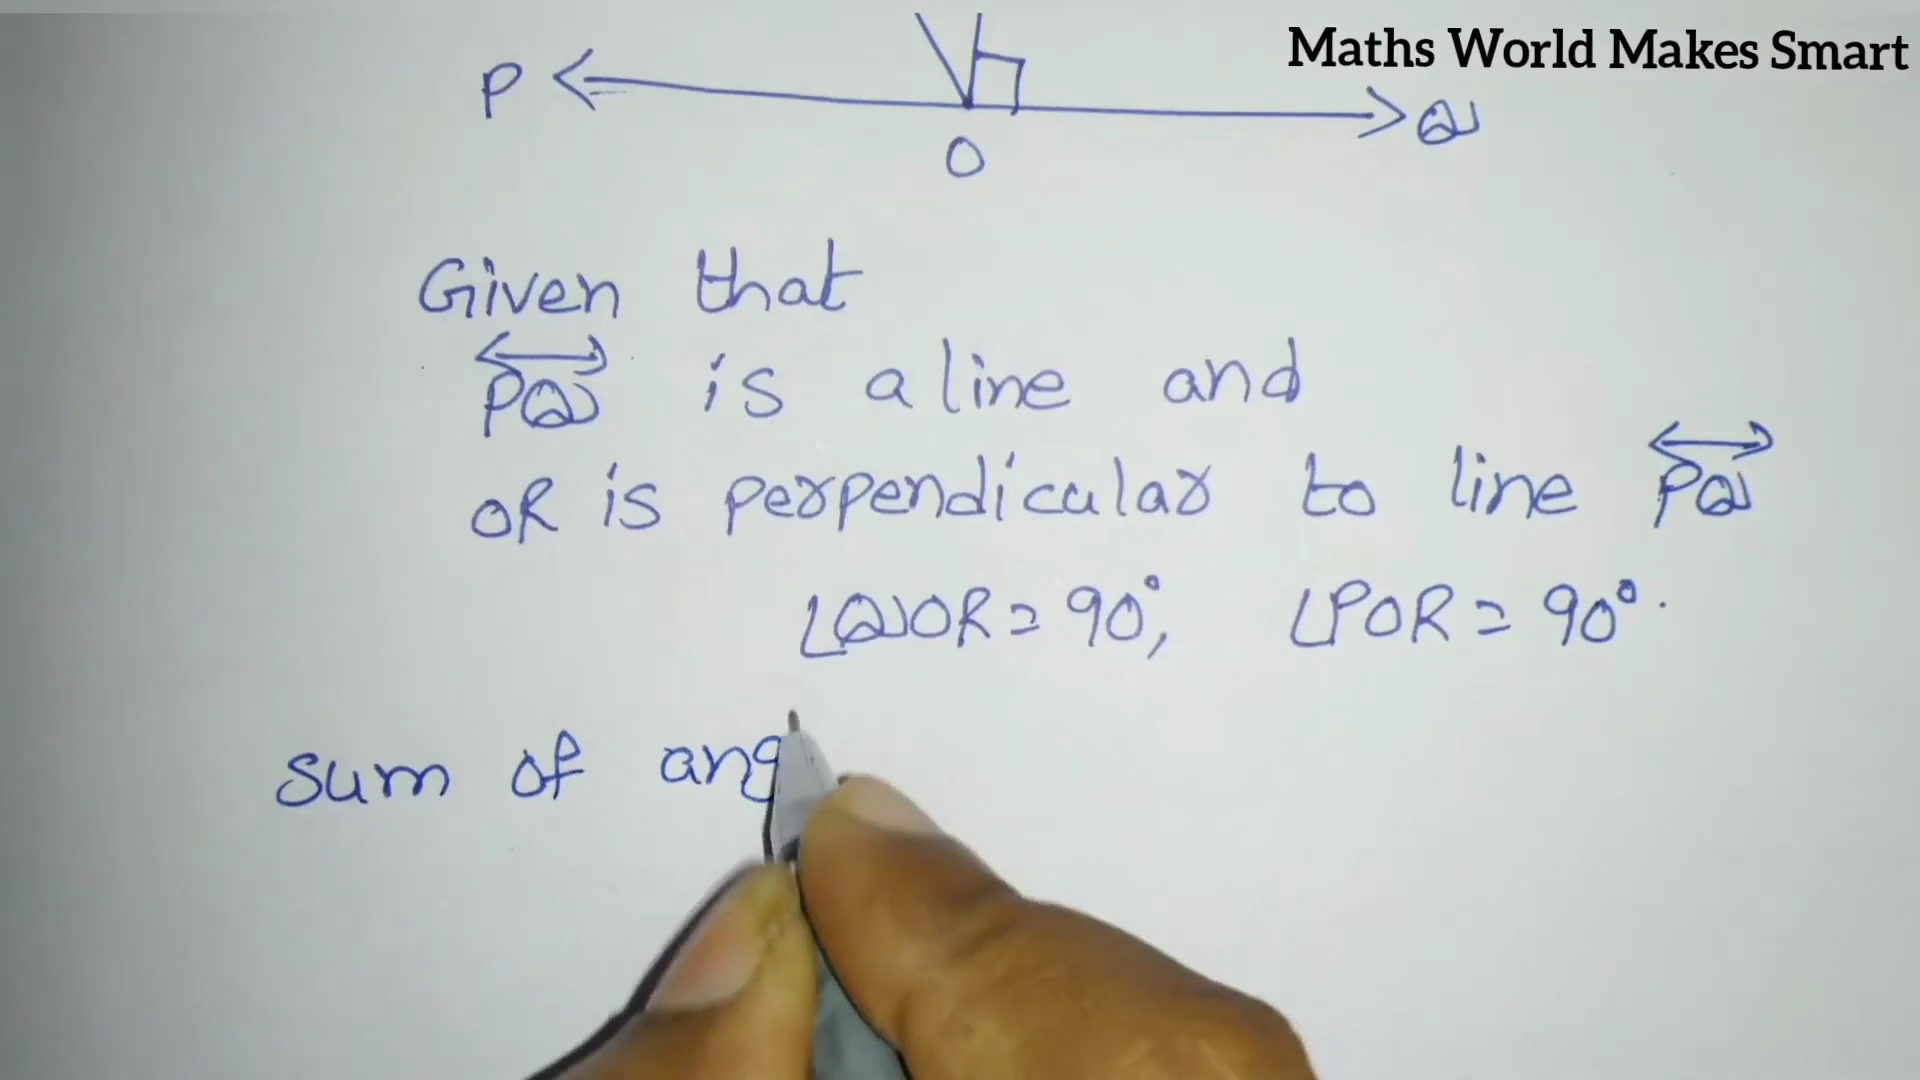 Maths World Makes Smart
P Q
O
Given that
PQ is a line and
OR is perpendicular to line PQ
∠QOR = 90°, ∠POR = 90°.
sum of ang